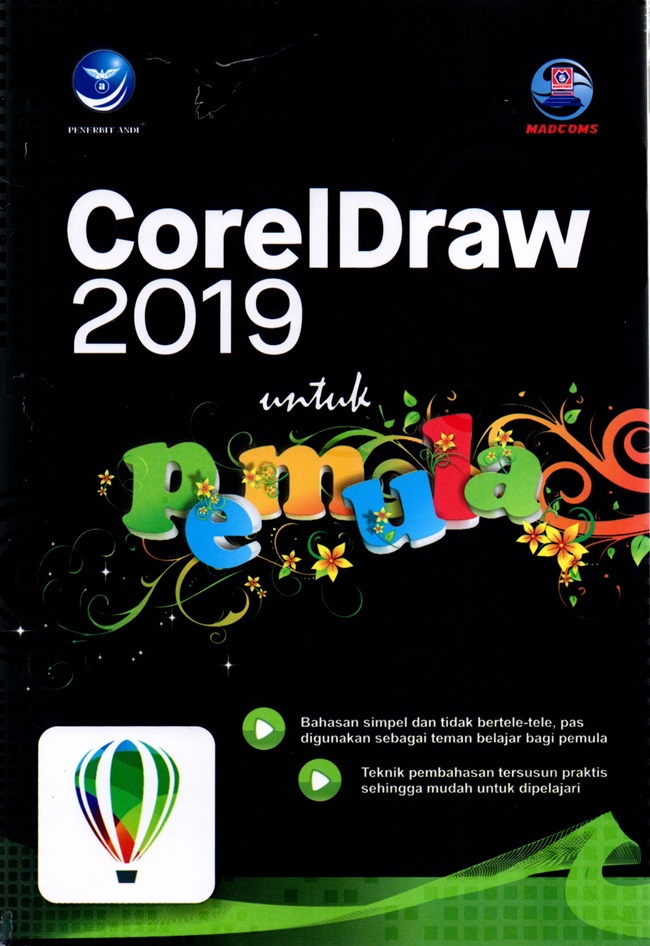 PENERBIT ANDI
MADCOMS
CorelDraw
2019
untuk
pemula
Bahasan simpel dan tidak bertele-tele, pas
digunakan sebagai teman belajar bagi pemula
Teknik pembahasan tersusun praktis
sehingga mudah untuk dipelajari